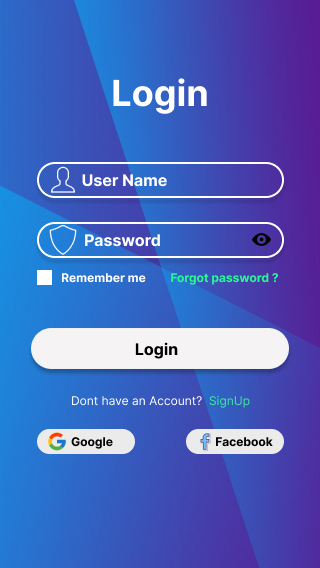 Login
User Name
Password
Remember me Forgot password ?
Login
Dont have an Account? SignUp
Google Facebook